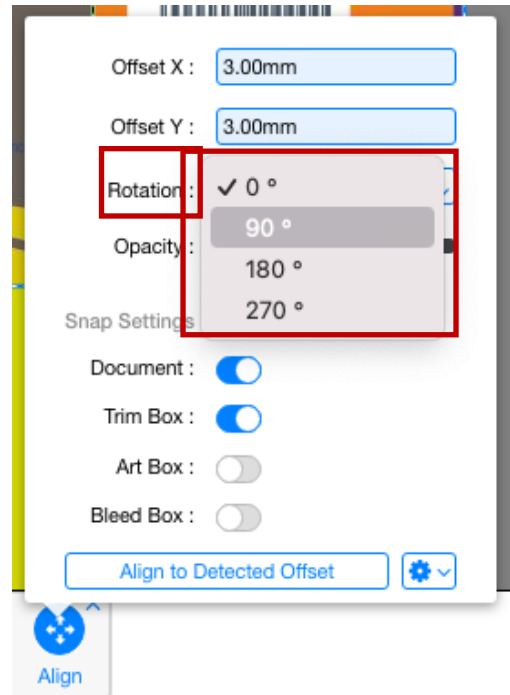 Offset X : 3.00mm
Offset Y : 3.00mm
Rotation : ✓ 0 °
90 °
Opacity :
180 °
270 °
Snap Settings
Document :
Trim Box :
Art Box :
Bleed Box :
Align to Detected Offset
Align